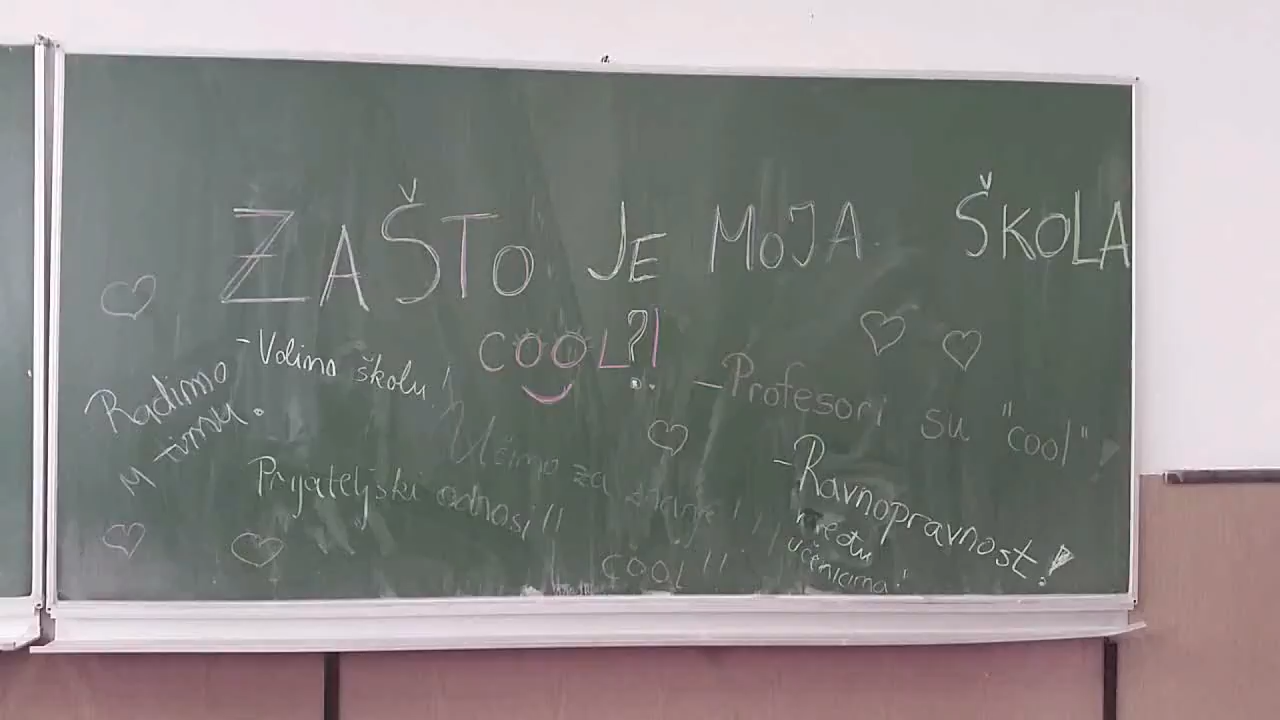 ZAŠTO JE MOJA ŠKOLA
COOL?!
-Volimo školu!
Radimo
M timu.
-Profesori su "cool"!
Učimo za znanje!!!
Prijateljski odnosi!!
-Ravnopravnost!
među
učenicima!
COOL!!